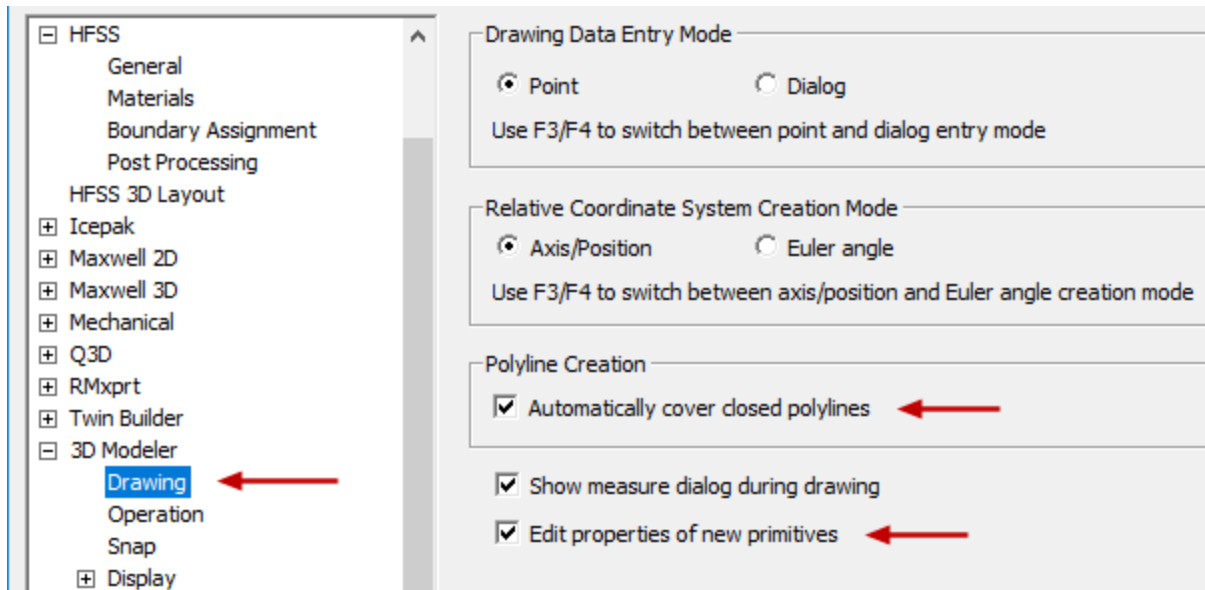 HFSS
General
Materials
Boundary Assignment
Post Processing
HFSS 3D Layout
Icepak
Maxwell 2D
Maxwell 3D
Mechanical
Q3D
RMxprt
Twin Builder
3D Modeler
Drawing
Operation
Snap
Display
Drawing Data Entry Mode
Point Dialog
Use F3/F4 to switch between point and dialog entry mode
Relative Coordinate System Creation Mode
Axis/Position Euler angle
Use F3/F4 to switch between axis/position and Euler angle creation mode
Polyline Creation
Automatically cover closed polylines
Show measure dialog during drawing
Edit properties of new primitives